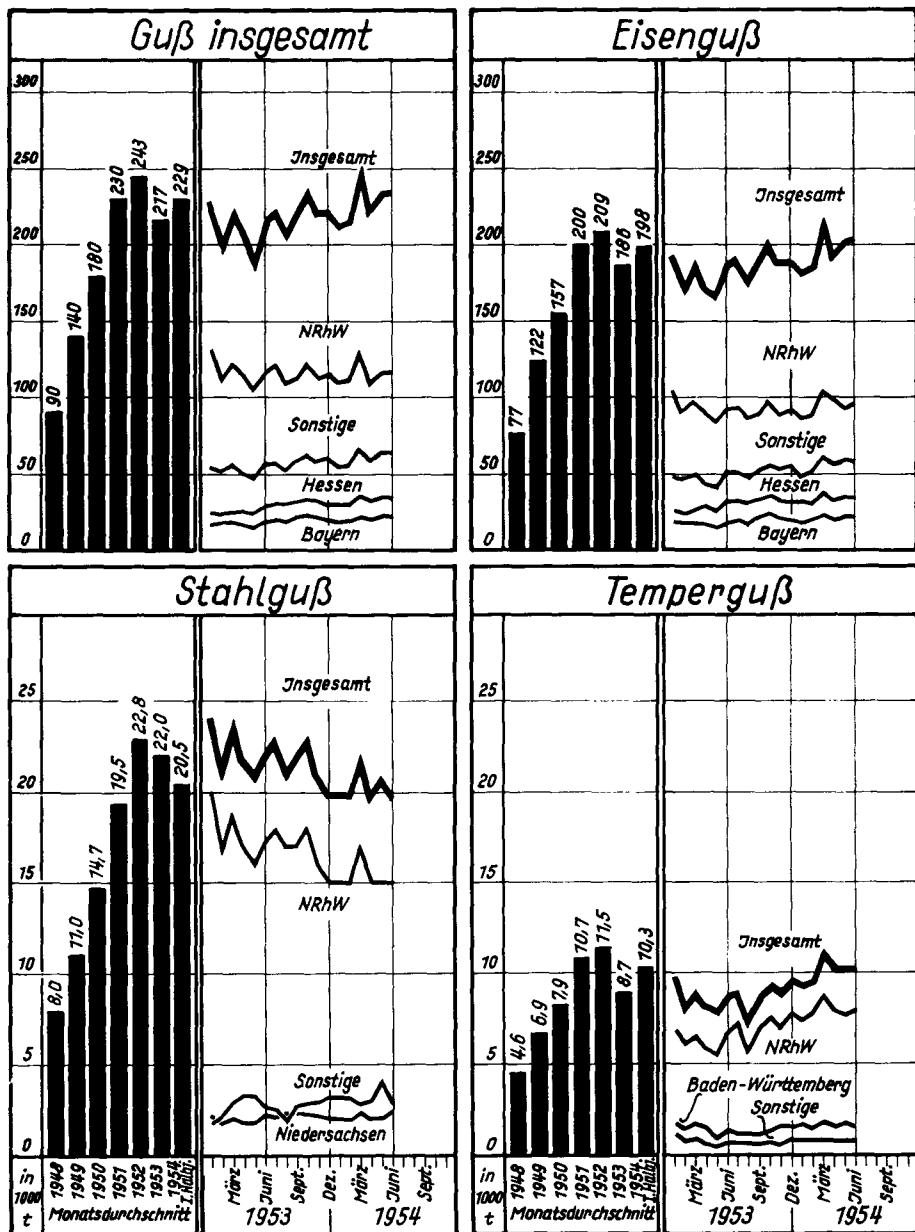 Guß insgesamt
300
250
200
150
100
50
0
90
140
180
230
243
217
229
Insgesamt
NRhW
Sonstige
Hessen
Bayern
Eisenguß
300
250
200
150
100
50
0
77
122
157
200
209
186
198
Insgesamt
NRhW
Sonstige
Hessen
Bayern
Stahlguß
25
20
15
10
5
0
8,0
11,0
14,7
19,5
22,8
22,0
20,5
Insgesamt
NRhW
Sonstige
Niedersachsen
Temperguß
25
20
15
10
5
0
4,6
6,9
7,9
10,7
11,5
8,7
10,3
Insgesamt
NRhW
Baden-Württemberg
Sonstige
in 1000 t
1948 1949 1950 1951 1952 1953 1954 I. Halbj.
Monatsdurchschnitt
März Juni Sept. Dez. März Juni Sept.
1953 1954
in 1000 t
1948 1949 1950 1951 1952 1953 1954 I. Halbj.
Monatsdurchschnitt
März Juni Sept. Dez. März Juni Sept.
1953 1954